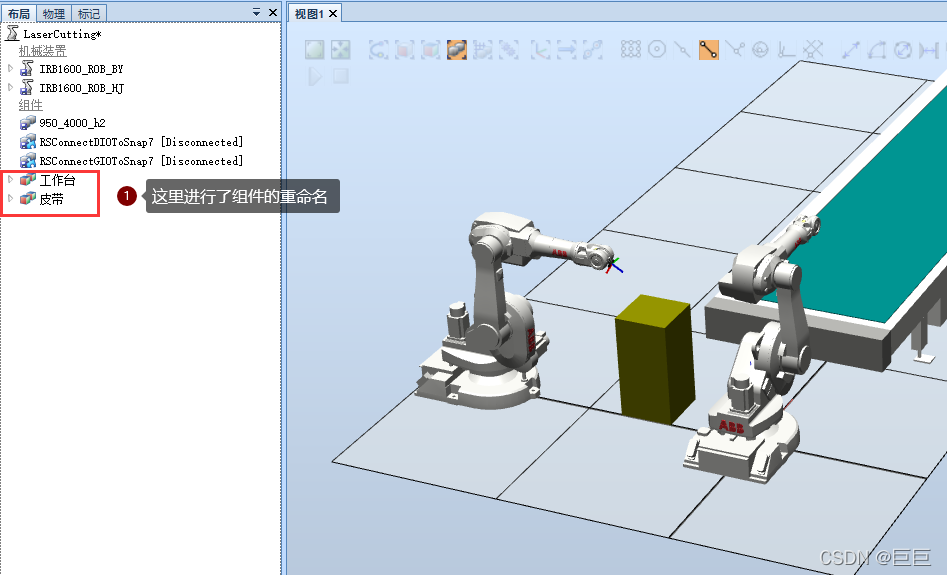 布局 物理 标记
视图1
LaserCutting*
机械装置
IRB1600_ROB_BY
IRB1600_ROB_HJ
组件
950_4000_h2
RSConnectDIOToSnap7 [Disconnected]
RSConnectGIOToSnap7 [Disconnected]
工作台
皮带
1 这里进行了组件的重命名
ABB
ABB
CSDN @巨巨